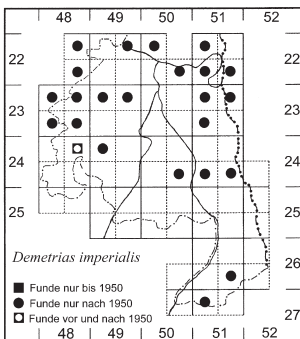 48 49 50 51 52
22 22
23 23
24 24
25 25
Demetrias imperialis
26
Funde nur bis 1950
Funde nur nach 1950
Funde vor und nach 1950
27
48 49 50 51 52